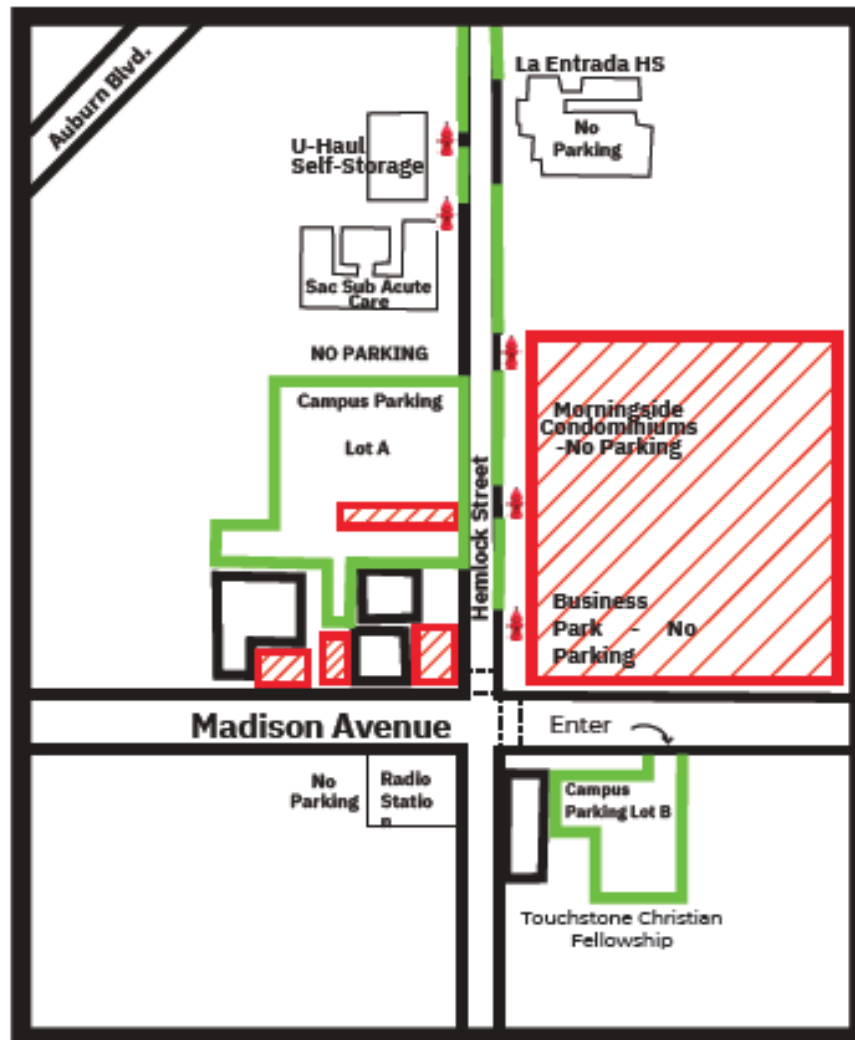 Auburn Blvd.
La Entrada HS
No
Parking
U-Haul
Self-Storage
Sac Sub Acute
Care
NO PARKING
Campus Parking
Lot A
Morningside
Condominiums
-No Parking
Hemlock Street
Business
Park - No
Parking
Madison Avenue
Enter
No
Parking
Radio
Statio
n
Campus
Parking Lot B
Touchstone Christian
Fellowship